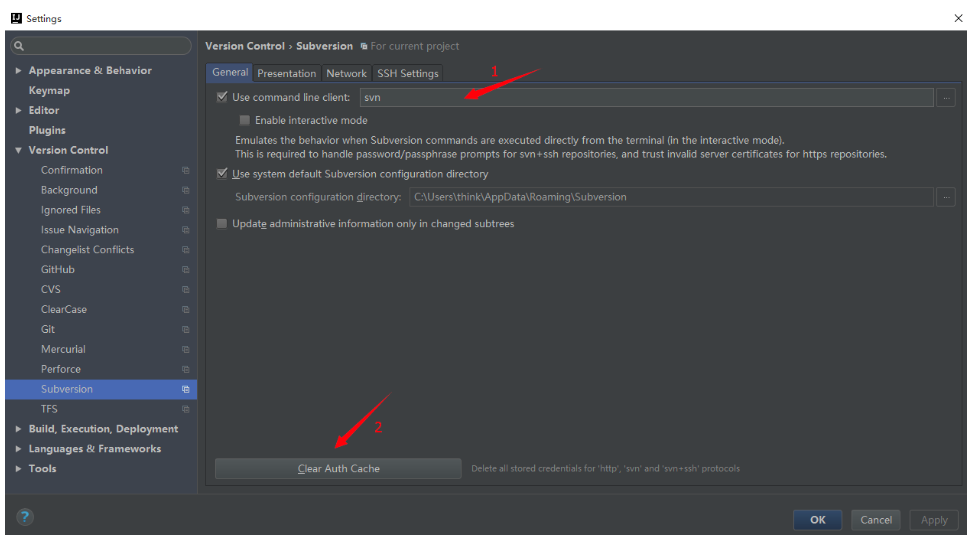 Settings
Version Control › Subversion For current project
Appearance & Behavior
Keymap
Editor
Plugins
Version Control
Confirmation
Background
Ignored Files
Issue Navigation
Changelist Conflicts
GitHub
CVS
ClearCase
Git
Mercurial
Perforce
Subversion
TFS
Build, Execution, Deployment
Languages & Frameworks
Tools
General Presentation Network SSH Settings
1
Use command line client: svn ...
Enable interactive mode
Emulates the behavior when Subversion commands are executed directly from the terminal (in the interactive mode).
This is required to handle password/passphrase prompts for svn+ssh repositories, and trust invalid server certificates for https repositories.
Use system default Subversion configuration directory
Subversion configuration directory: C:\Users\think\AppData\Roaming\Subversion ...
Update administrative information only in changed subtrees
2
Clear Auth Cache Delete all stored credentials for 'http', 'svn' and 'svn+ssh' protocols
? OK Cancel Apply